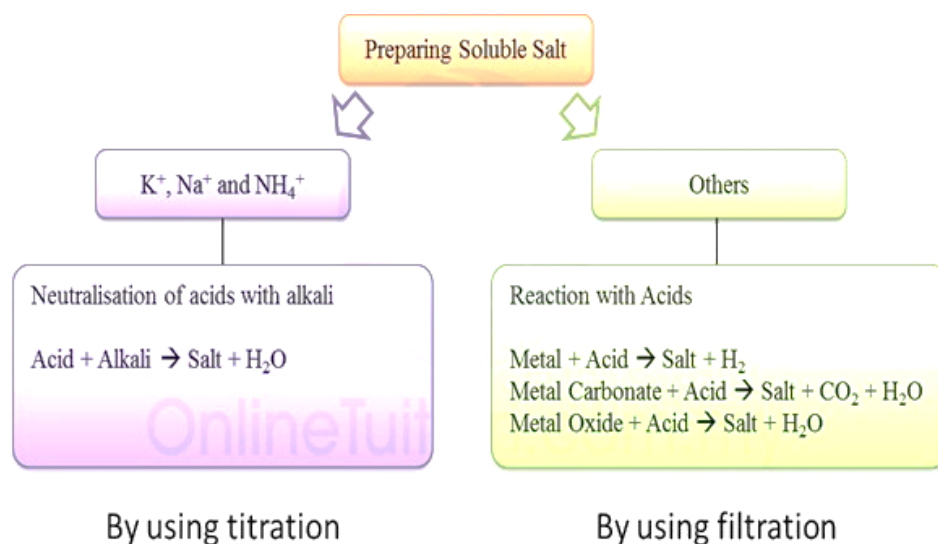 Preparing Soluble Salt
K⁺, Na⁺ and NH₄⁺
Others
Neutralisation of acids with alkali
Acid + Alkali → Salt + H₂O
Reaction with Acids
Metal + Acid → Salt + H₂
Metal Carbonate + Acid → Salt + CO₂ + H₂O
Metal Oxide + Acid → Salt + H₂O
OnlineTuit
By using titration
By using filtration